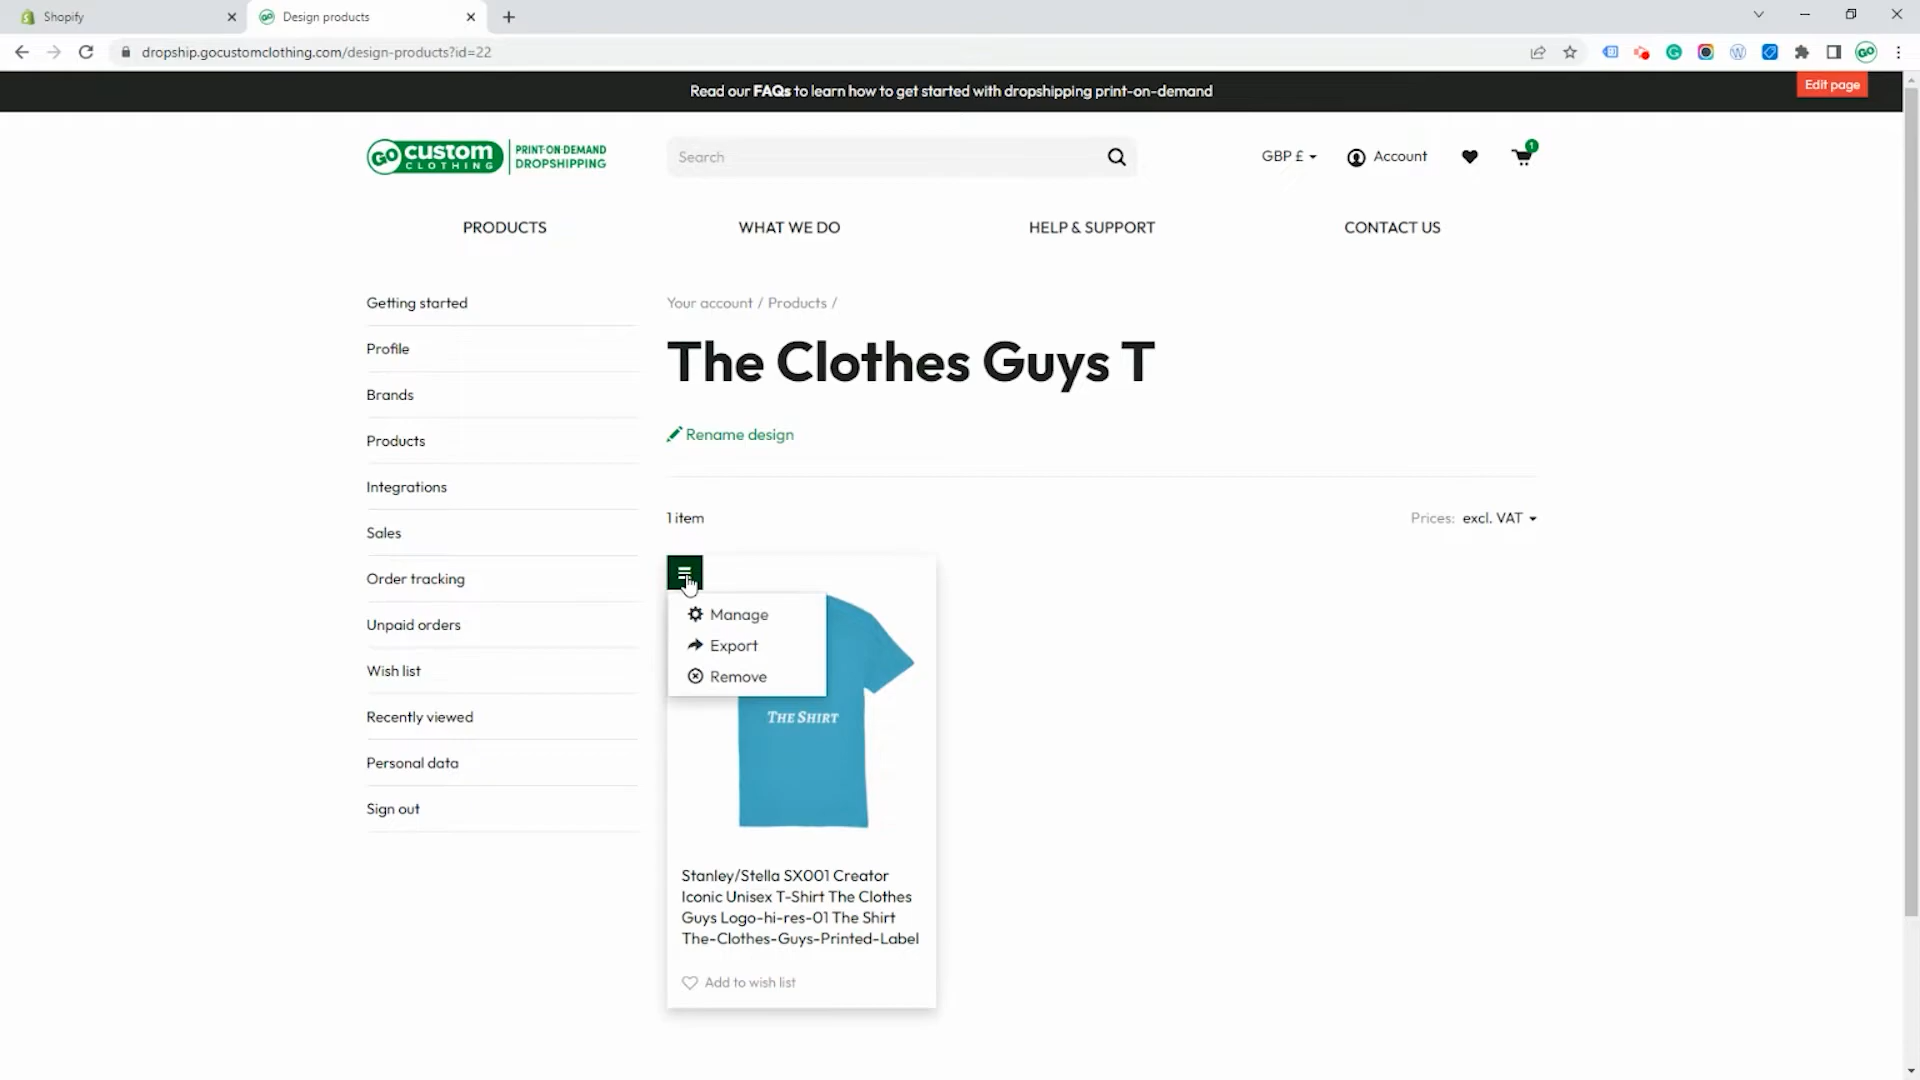 Shopify
Design products
dropship.gocustomclothing.com/design-products?id=22
Read our FAQs to learn how to get started with dropshipping print-on-demand
Edit page
GO custom CLOTHING
PRINT-ON-DEMAND
DROPSHIPPING
Search
GBP £
Account
1
PRODUCTS
WHAT WE DO
HELP & SUPPORT
CONTACT US
Getting started
Profile
Brands
Products
Integrations
Sales
Order tracking
Unpaid orders
Wish list
Recently viewed
Personal data
Sign out
Your account / Products /
The Clothes Guys T
Rename design
1 item
Prices: excl. VAT
Manage
Export
Remove
THE SHIRT
Stanley/Stella SX001 Creator
Iconic Unisex T-Shirt The Clothes
Guys Logo-hi-res-01 The Shirt
The-Clothes-Guys-Printed-Label
Add to wish list